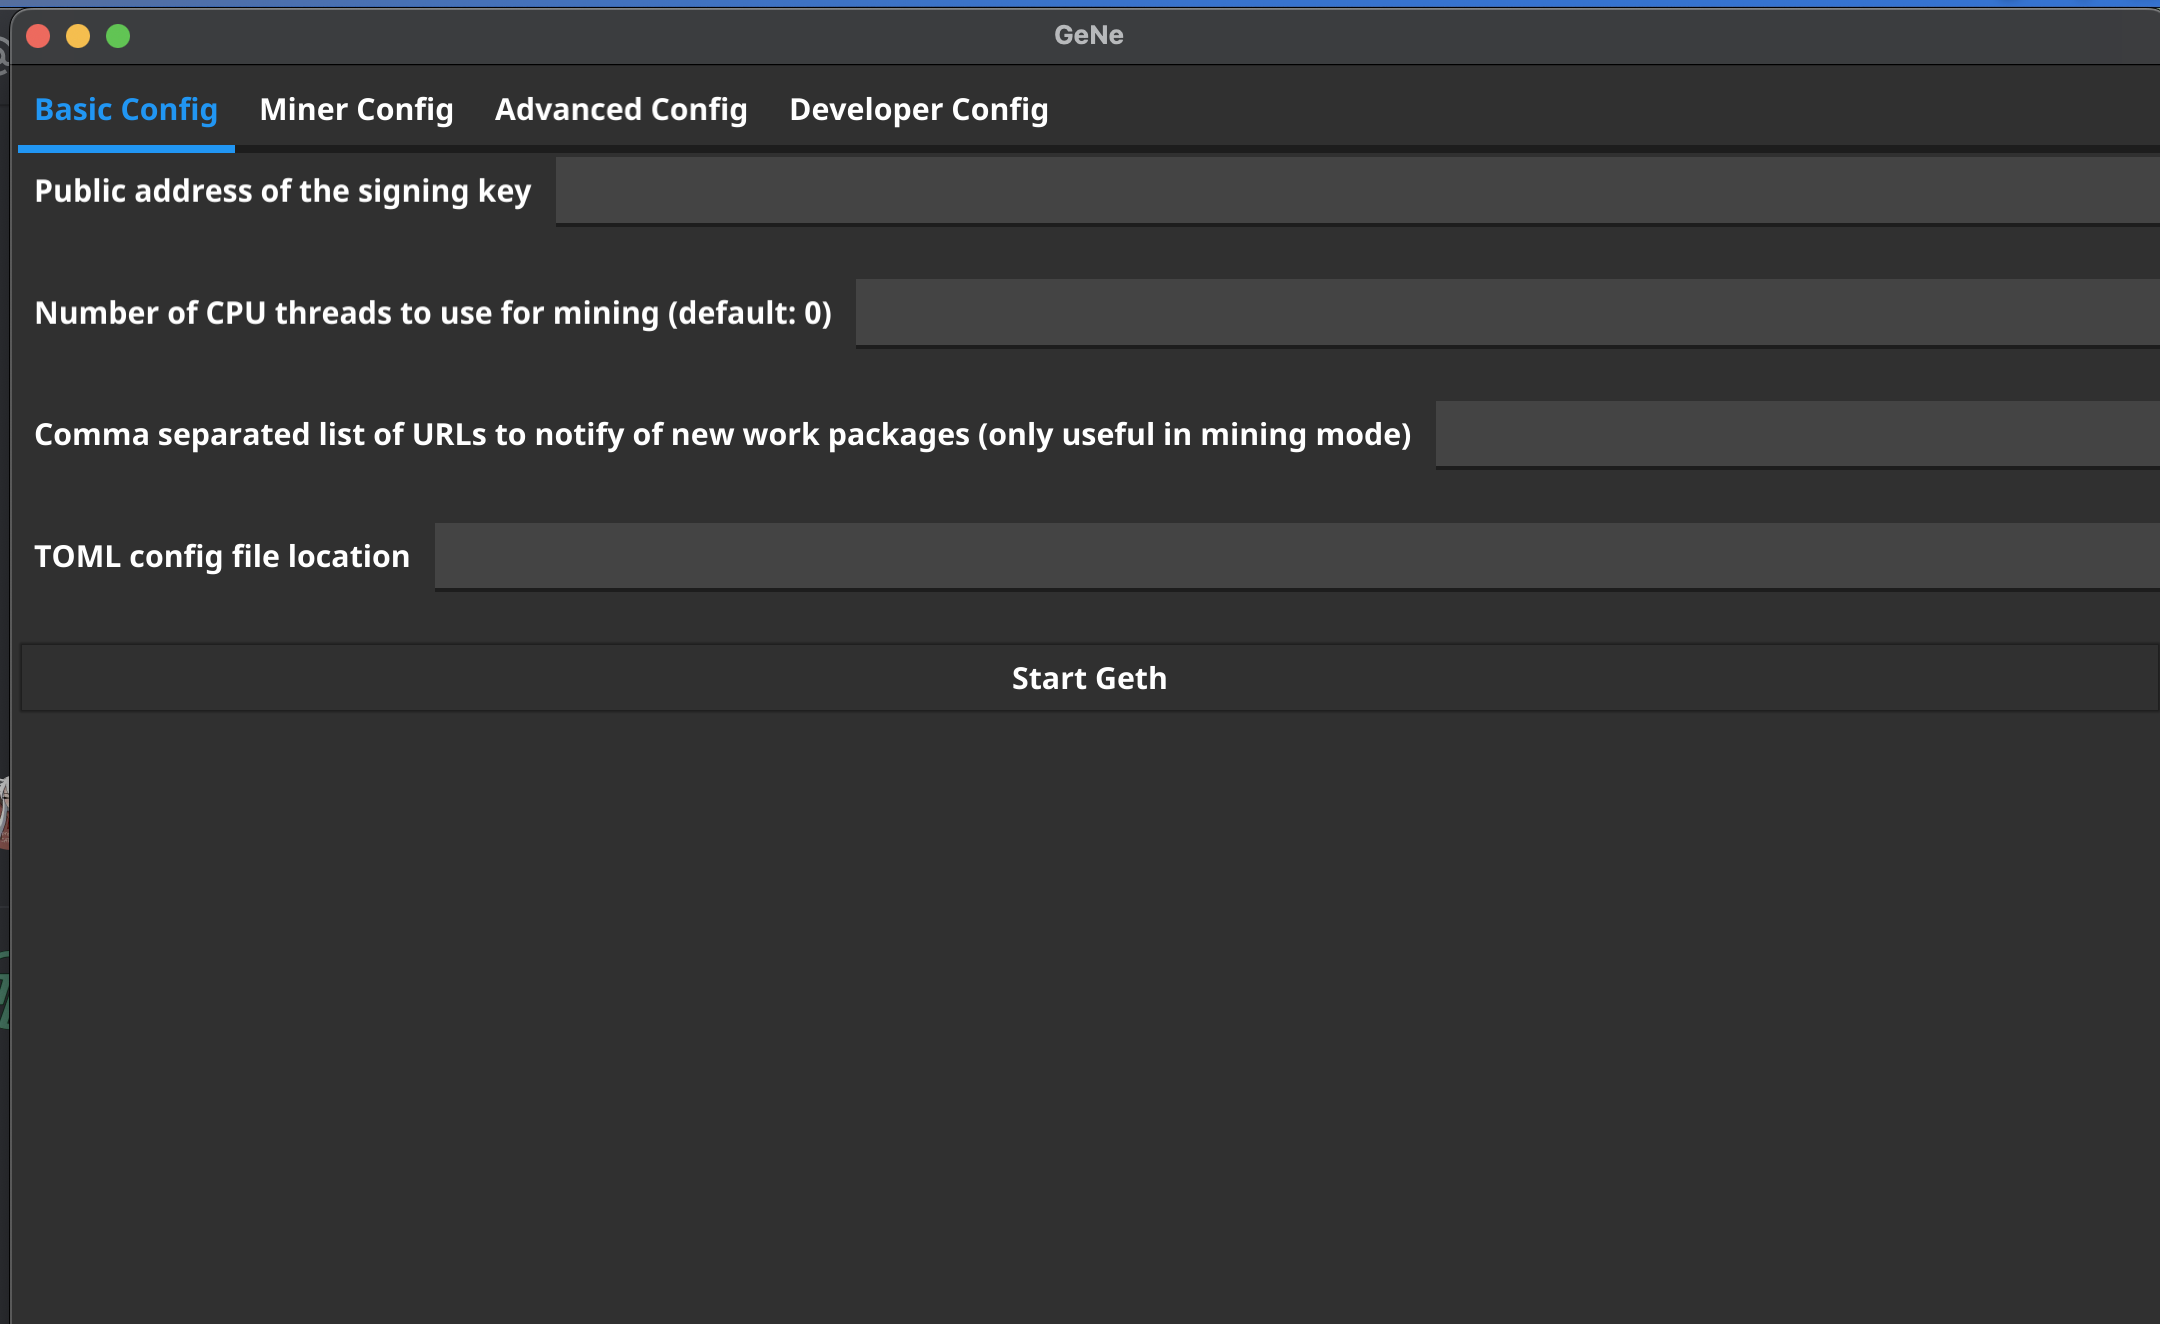 GeNe
Basic Config Miner Config Advanced Config Developer Config
Public address of the signing key
Number of CPU threads to use for mining (default: 0)
Comma separated list of URLs to notify of new work packages (only useful in mining mode)
TOML config file location
Start Geth